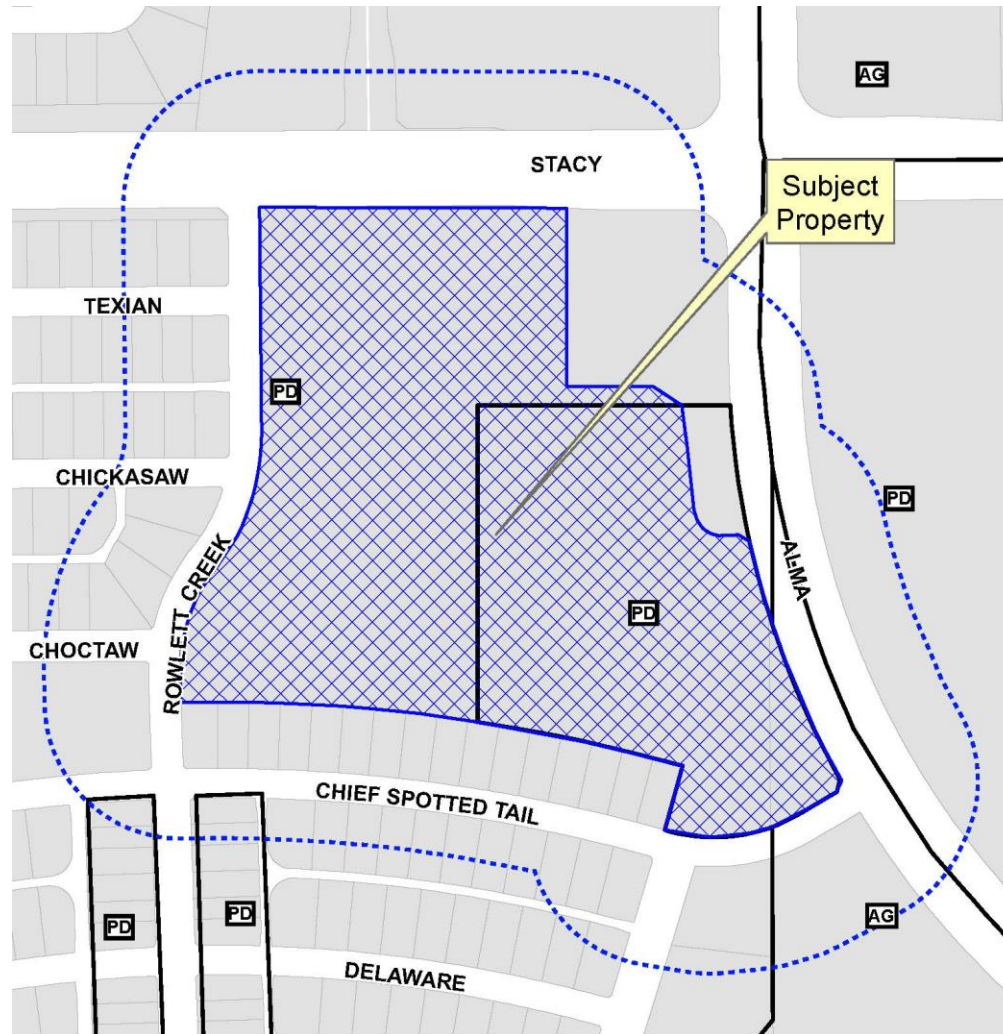 AG
STACY
Subject
Property
TEXIAN
PD
CHICKASAW
PD
ROWLETT CREEK
ALMA
PD
CHOCTAW
CHIEF SPOTTED TAIL
PD
PD
AG
DELAWARE